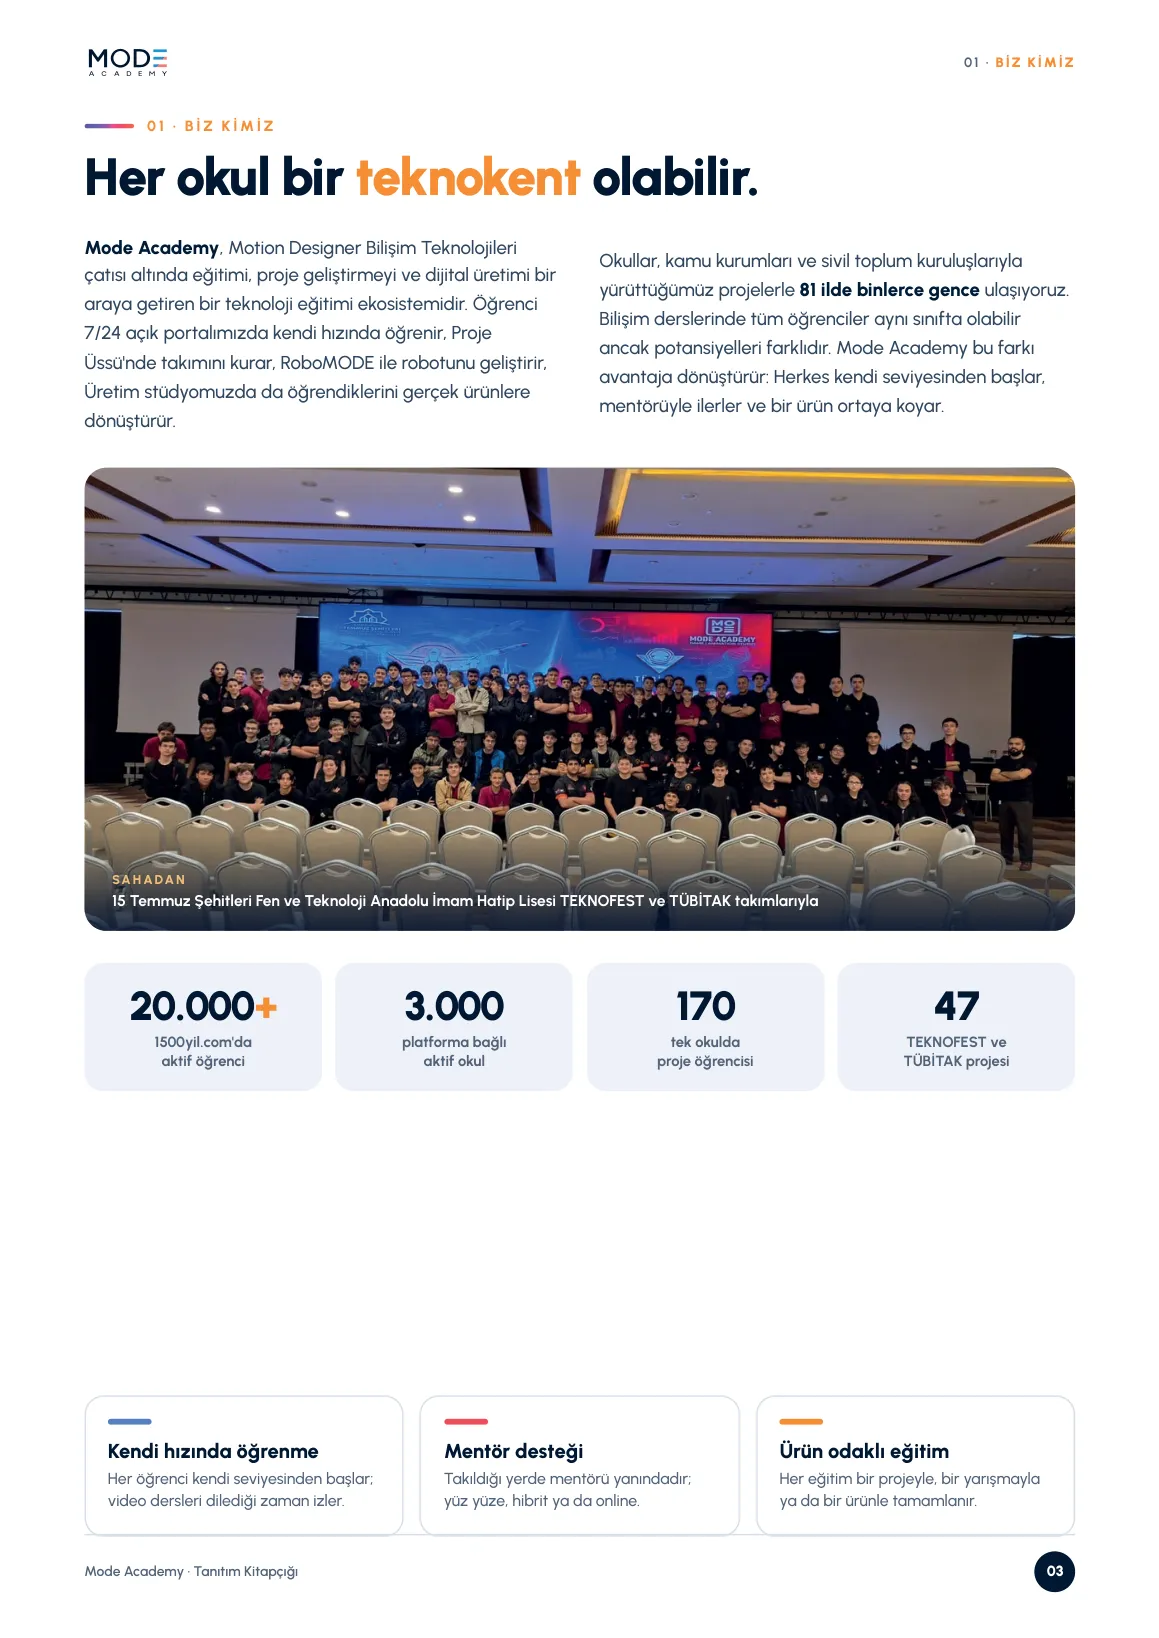 MODE
ACADEMY
01 · BİZ KİMİZ
01 · BİZ KİMİZ
Her okul bir teknokent olabilir.
Mode Academy, Motion Designer Bilişim Teknolojileri
çatısı altında eğitimi, proje geliştirmeyi ve dijital üretimi bir
araya getiren bir teknoloji eğitimi ekosistemidir. Öğrenci
7/24 açık portalımızda kendi hızında öğrenir, Proje
Üssü'nde takımını kurar, RoboMODE ile robotunu geliştirir,
Üretim stüdyomuzda da öğrendiklerini gerçek ürünlere
dönüştürür.
Okullar, kamu kurumları ve sivil toplum kuruluşlarıyla
yürüttüğümüz projelerle 81 ilde binlerce gence ulaşıyoruz.
Bilişim derslerinde tüm öğrenciler aynı sınıfta olabilir
ancak potansiyelleri farklıdır. Mode Academy bu farkı
avantaja dönüştürür: Herkes kendi seviyesinden başlar,
mentörüyle ilerler ve bir ürün ortaya koyar.
MODE
MODE ACADEMY
SAHADAN
15 Temmuz Şehitleri Fen ve Teknoloji Anadolu İmam Hatip Lisesi TEKNOFEST ve TÜBİTAK takımlarıyla
20.000+
1500yil.com'da
aktif öğrenci
3.000
platforma bağlı
aktif okul
170
tek okulda
proje öğrencisi
47
TEKNOFEST ve
TÜBİTAK projesi
Kendi hızında öğrenme
Her öğrenci kendi seviyesinden başlar;
video dersleri dilediği zaman izler.
Mentör desteği
Takıldığı yerde mentörü yanındadır;
yüz yüze, hibrit ya da online.
Ürün odaklı eğitim
Her eğitim bir projeyle, bir yarışmayla
ya da bir ürünle tamamlanır.
Mode Academy · Tanıtım Kitapçığı
03